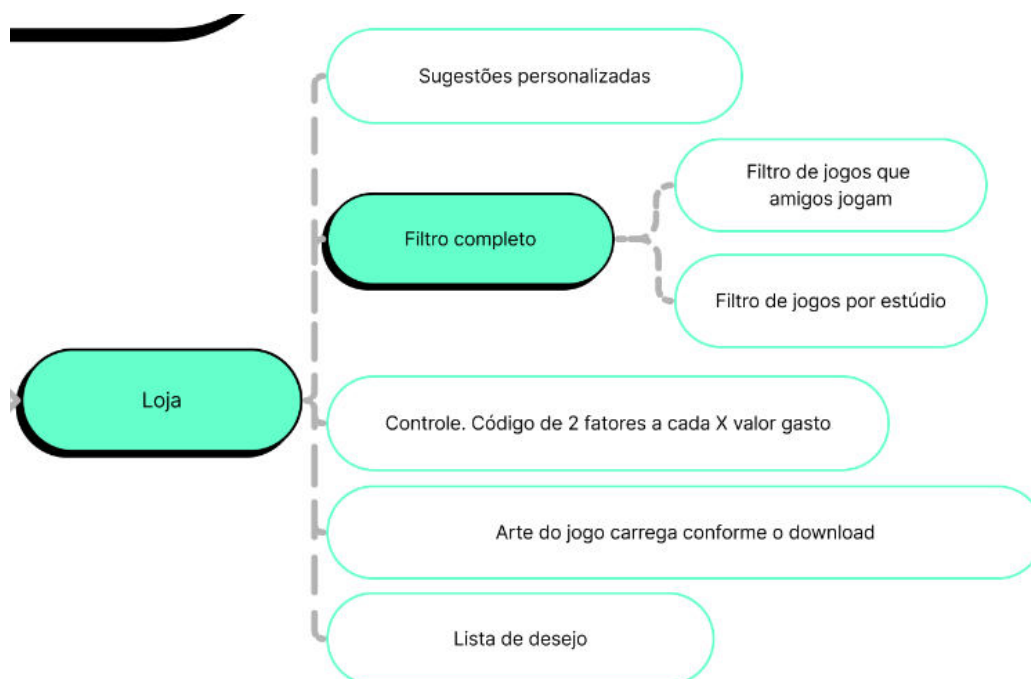 Sugestões personalizadas
Filtro de jogos que
amigos jogam
Filtro completo
Filtro de jogos por estúdio
Loja
Controle. Código de 2 fatores a cada X valor gasto
Arte do jogo carrega conforme o download
Lista de desejo